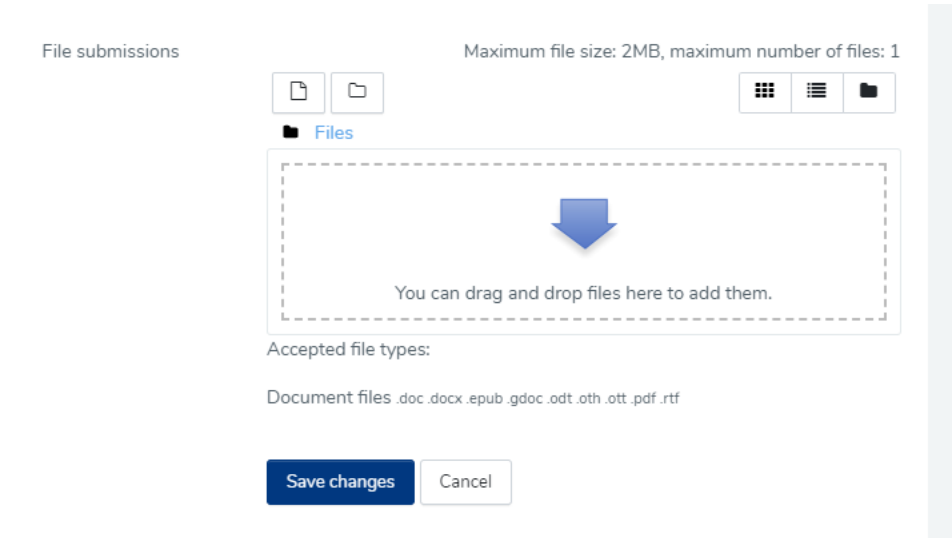 File submissions
Maximum file size: 2MB, maximum number of files: 1
Files
You can drag and drop files here to add them.
Accepted file types:
Document files .doc .docx .epub .gdoc .odt .oth .ott .pdf .rtf
Save changes
Cancel